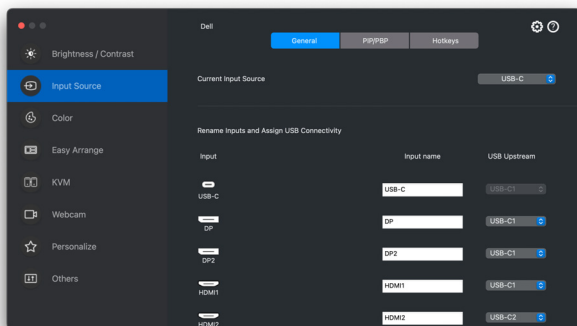 Dell
General PIP/PBP Hotkeys
Brightness / Contrast
Input Source
Color
Easy Arrange
KVM
Webcam
Personalize
Others
Current Input Source USB-C
Rename Inputs and Assign USB Connectivity
Input Input name USB Upstream
USB-C USB-C USB-C1
DP DP USB-C1
DP2 DP2 USB-C1
HDMI1 HDMI1 USB-C1
HDMI2 HDMI2 USB-C2